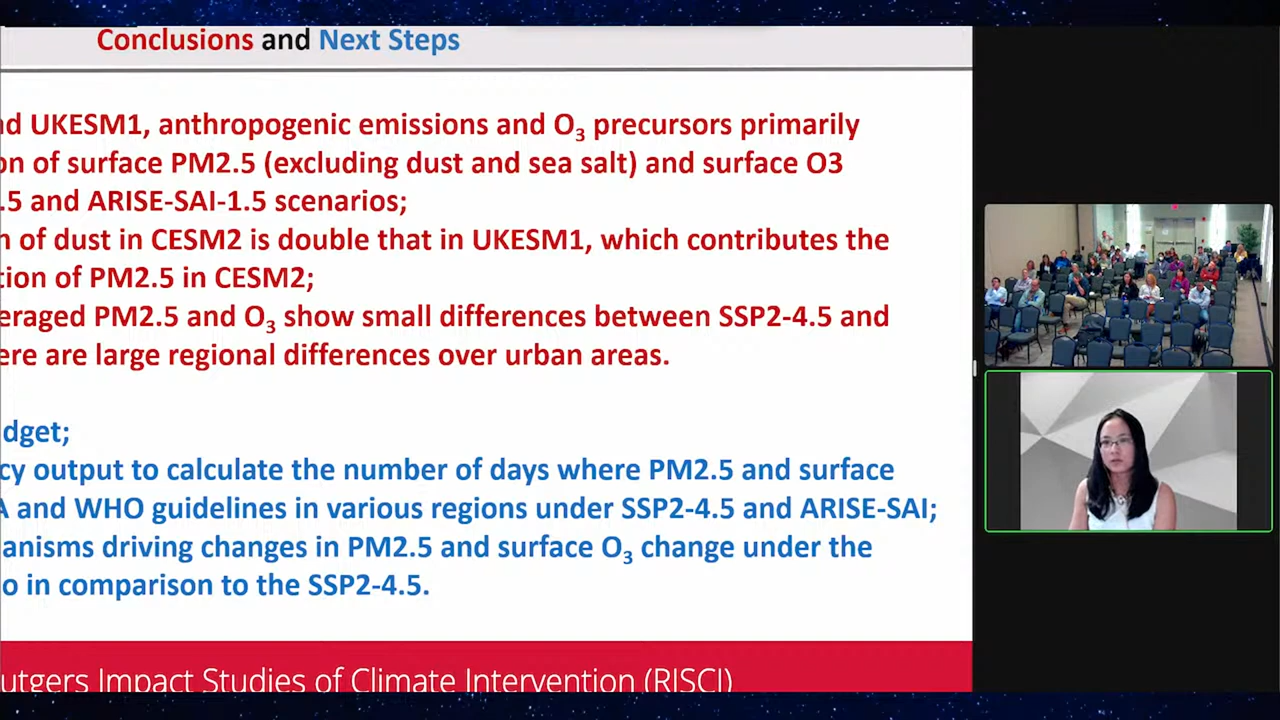 Conclusions and Next Steps
nd UKESM1, anthropogenic emissions and O3 precursors primarily
on of surface PM2.5 (excluding dust and sea salt) and surface O3
.5 and ARISE-SAI-1.5 scenarios;
n of dust in CESM2 is double that in UKESM1, which contributes the
tion of PM2.5 in CESM2;
eraged PM2.5 and O3 show small differences between SSP2-4.5 and
ere are large regional differences over urban areas.
dget;
cy output to calculate the number of days where PM2.5 and surface
A and WHO guidelines in various regions under SSP2-4.5 and ARISE-SAI;
anisms driving changes in PM2.5 and surface O3 change under the
o in comparison to the SSP2-4.5.
utgers Impact Studies of Climate Intervention (RISCI)